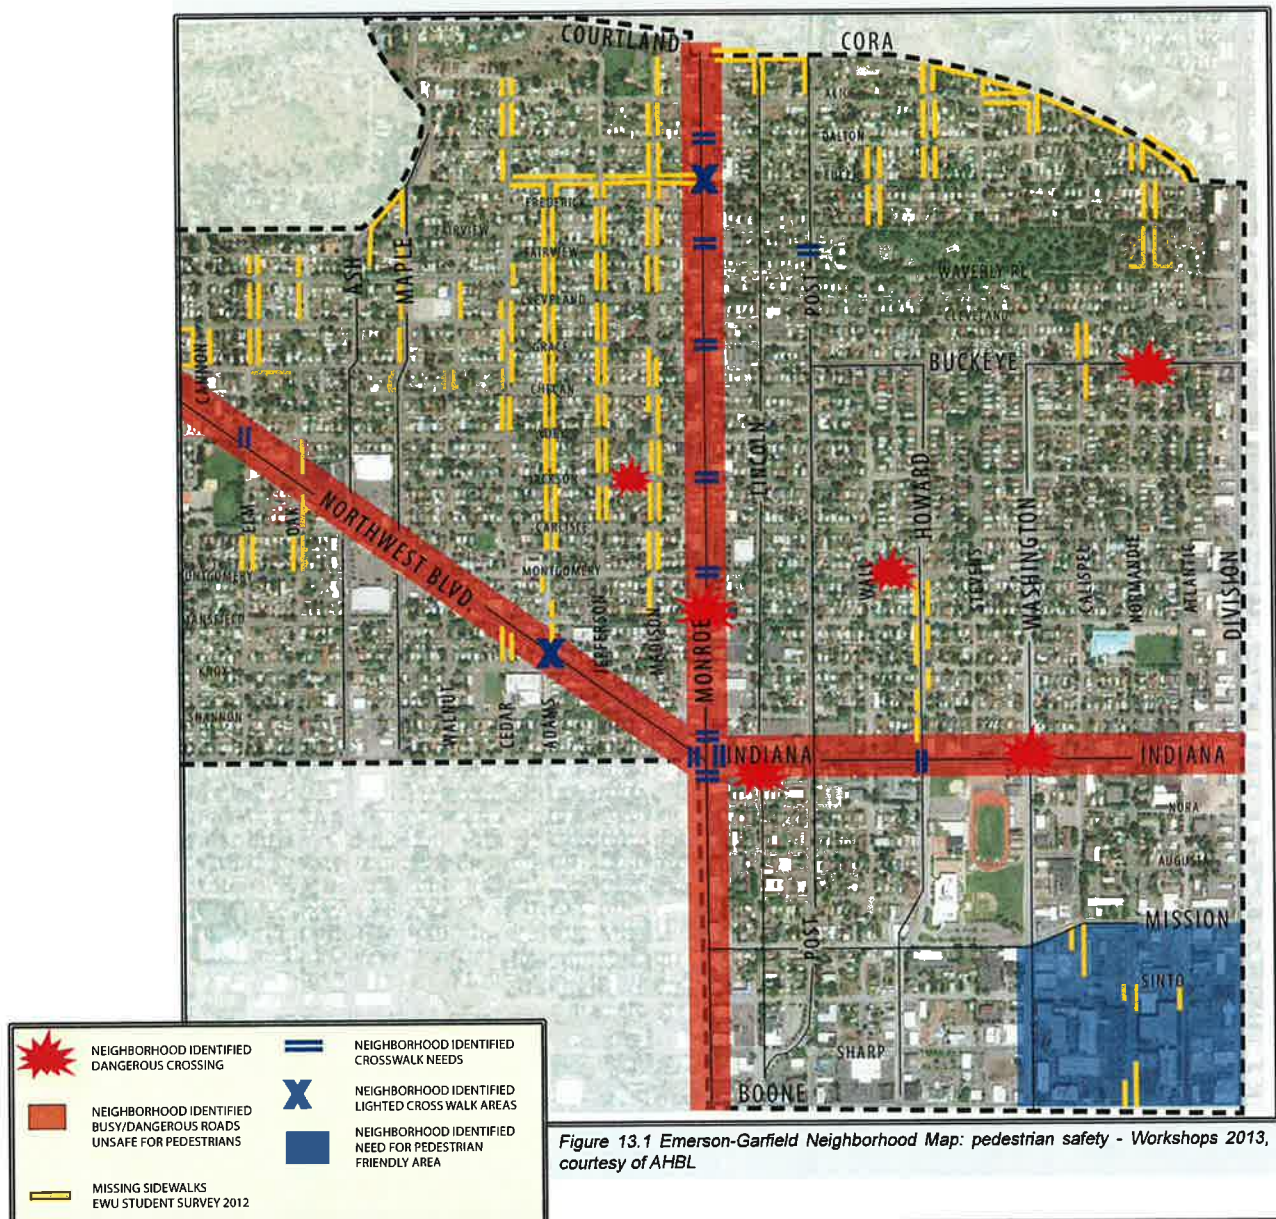 COURTLAND
CORA
DALTON
FREDERICK
FAIRVIEW
FAIRVIEW
ASH
MAPLE
POST
WAVERLY PL
CLEVELAND
CLEVELAND
GRACE
BUCKEYE
CANNON
CHELAN
LINCOLN
HOWARD
JACKSON
NORTHWEST BLVD
ELM
OAK
CARLISLE
MONTGOMERY
MONTGOMERY
WALL
STEVENS
WASHINGTON
CALISPEL
NORMANDIE
ATLANTIC
DIVISION
MANSFIELD
JEFFERSON
MADISON
MONROE
KNOX
SHANNON
WALNUT
CEDAR
ADAMS
INDIANA
INDIANA
NORA
AUGUSTA
MISSION
POST
SINTO
SHARP
BOONE
NEIGHBORHOOD IDENTIFIED
DANGEROUS CROSSING
NEIGHBORHOOD IDENTIFIED
BUSY/DANGEROUS ROADS
UNSAFE FOR PEDESTRIANS
MISSING SIDEWALKS
EWU STUDENT SURVEY 2012
NEIGHBORHOOD IDENTIFIED
CROSSWALK NEEDS
NEIGHBORHOOD IDENTIFIED
LIGHTED CROSS WALK AREAS
NEIGHBORHOOD IDENTIFIED
NEED FOR PEDESTRIAN
FRIENDLY AREA
Figure 13.1 Emerson-Garfield Neighborhood Map: pedestrian safety - Workshops 2013,
courtesy of AHBL